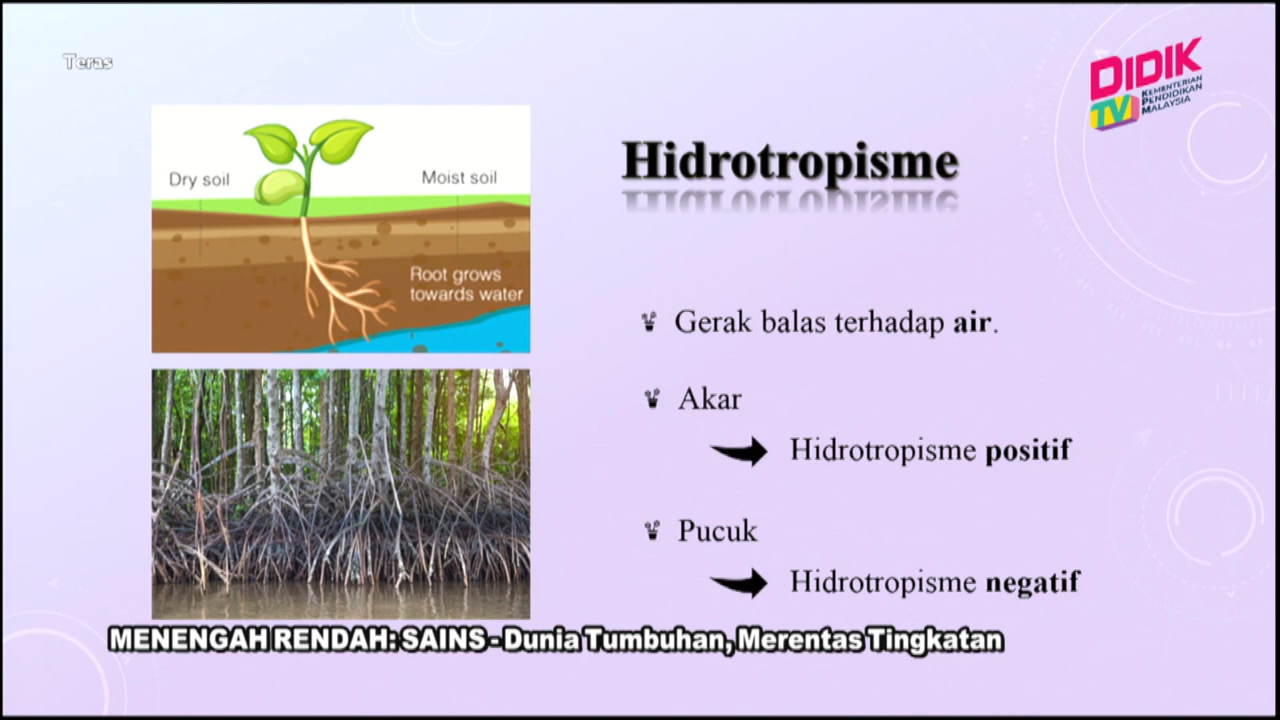 Teras
DIDIK
TV
KEMENTERIAN
PENDIDIKAN
MALAYSIA
Dry soil
Moist soil
Root grows
towards water
Hidrotropisme
Gerak balas terhadap air.
Akar
Hidrotropisme positif
Pucuk
Hidrotropisme negatif
MENENGAH RENDAH: SAINS - Dunia Tumbuhan, Merentas Tingkatan